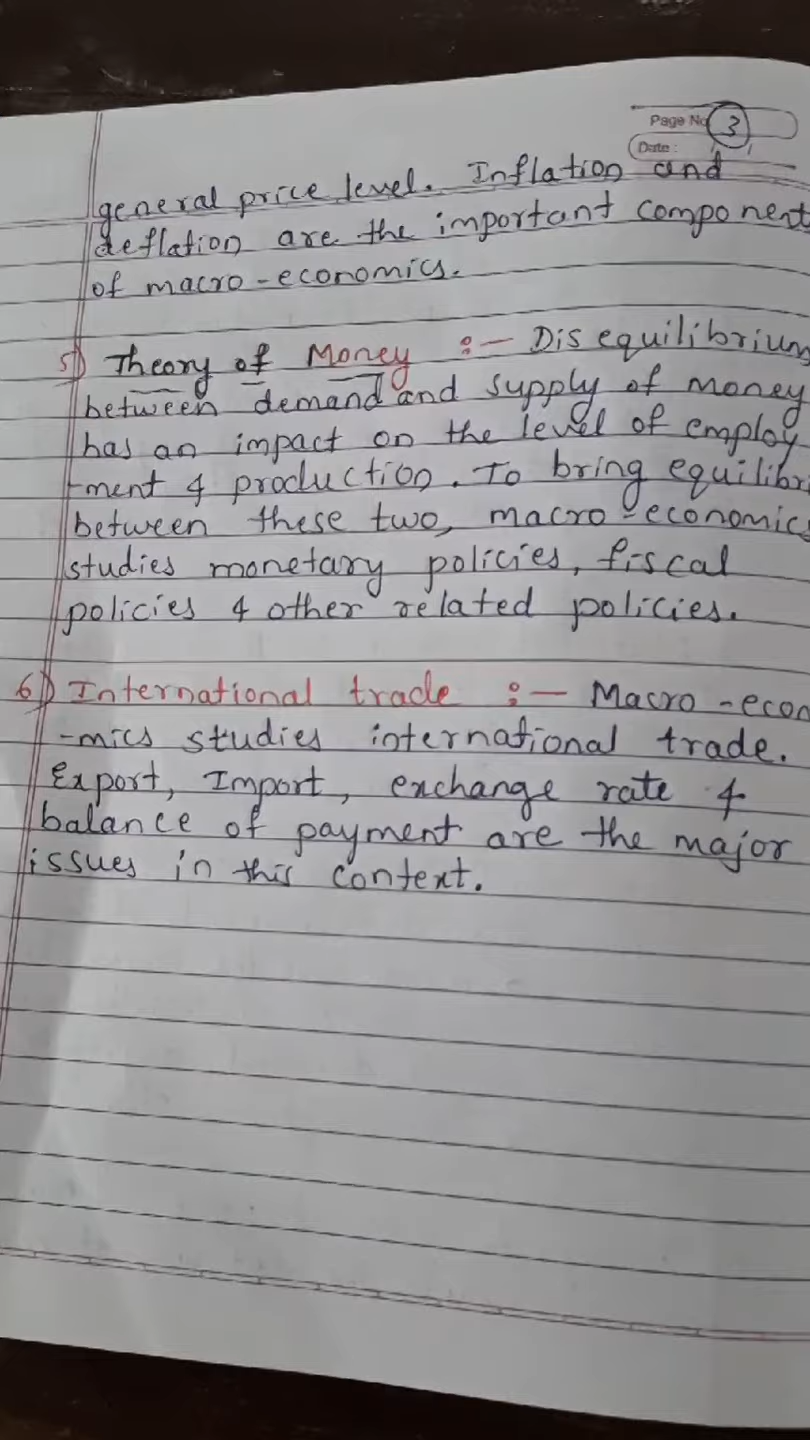 Page No 3
Date :
general price level. Inflation and
deflation are the important component
of macro-economics.
5) Theory of Money :- Disequilibrium
between demand and supply of money
has an impact on the level of employ
-ment & production. To bring equilibri
between these two, macro-economics
studies monetary policies, fiscal
policies & other related policies.
6) International trade :- Macro-econ
-mics studies international trade.
Export, Import, exchange rate &
balance of payment are the major
issues in this context.